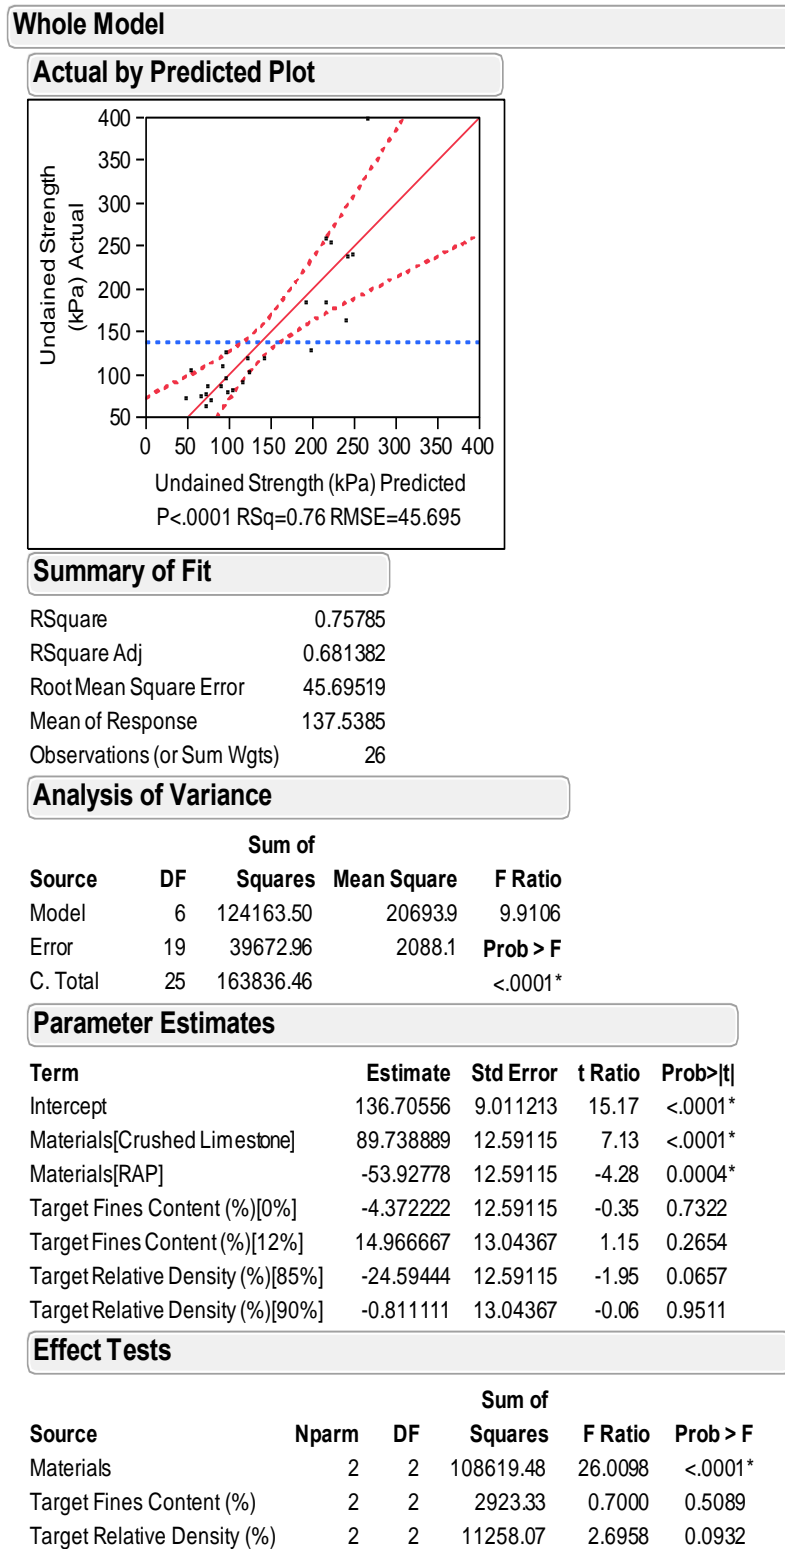 Whole Model
Actual by Predicted Plot
400
350
300
250
200
150
100
50
Undained Strength
(kPa) Actual
0 50 100 150 200 250 300 350 400
Undained Strength (kPa) Predicted
P<.0001 RSq=0.76 RMSE=45.695
Summary of Fit
RSquare 0.75785
RSquare Adj 0.681382
Root Mean Square Error 45.69519
Mean of Response 137.5385
Observations (or Sum Wgts) 26
Analysis of Variance
Sum of
Source DF Squares Mean Square F Ratio
Model 6 124163.50 20693.9 9.9106
Error 19 39672.96 2088.1 Prob > F
C. Total 25 163836.46 <.0001*
Parameter Estimates
Term Estimate Std Error t Ratio Prob>|t|
Intercept 136.70556 9.011213 15.17 <.0001*
Materials[Crushed Limestone] 89.738889 12.59115 7.13 <.0001*
Materials[RAP] -53.92778 12.59115 -4.28 0.0004*
Target Fines Content (%)[0%] -4.372222 12.59115 -0.35 0.7322
Target Fines Content (%)[12%] 14.966667 13.04367 1.15 0.2654
Target Relative Density (%)[85%] -24.59444 12.59115 -1.95 0.0657
Target Relative Density (%)[90%] -0.811111 13.04367 -0.06 0.9511
Effect Tests
Sum of
Source Nparm DF Squares F Ratio Prob > F
Materials 2 2 108619.48 26.0098 <.0001*
Target Fines Content (%) 2 2 2923.33 0.7000 0.5089
Target Relative Density (%) 2 2 11258.07 2.6958 0.0932